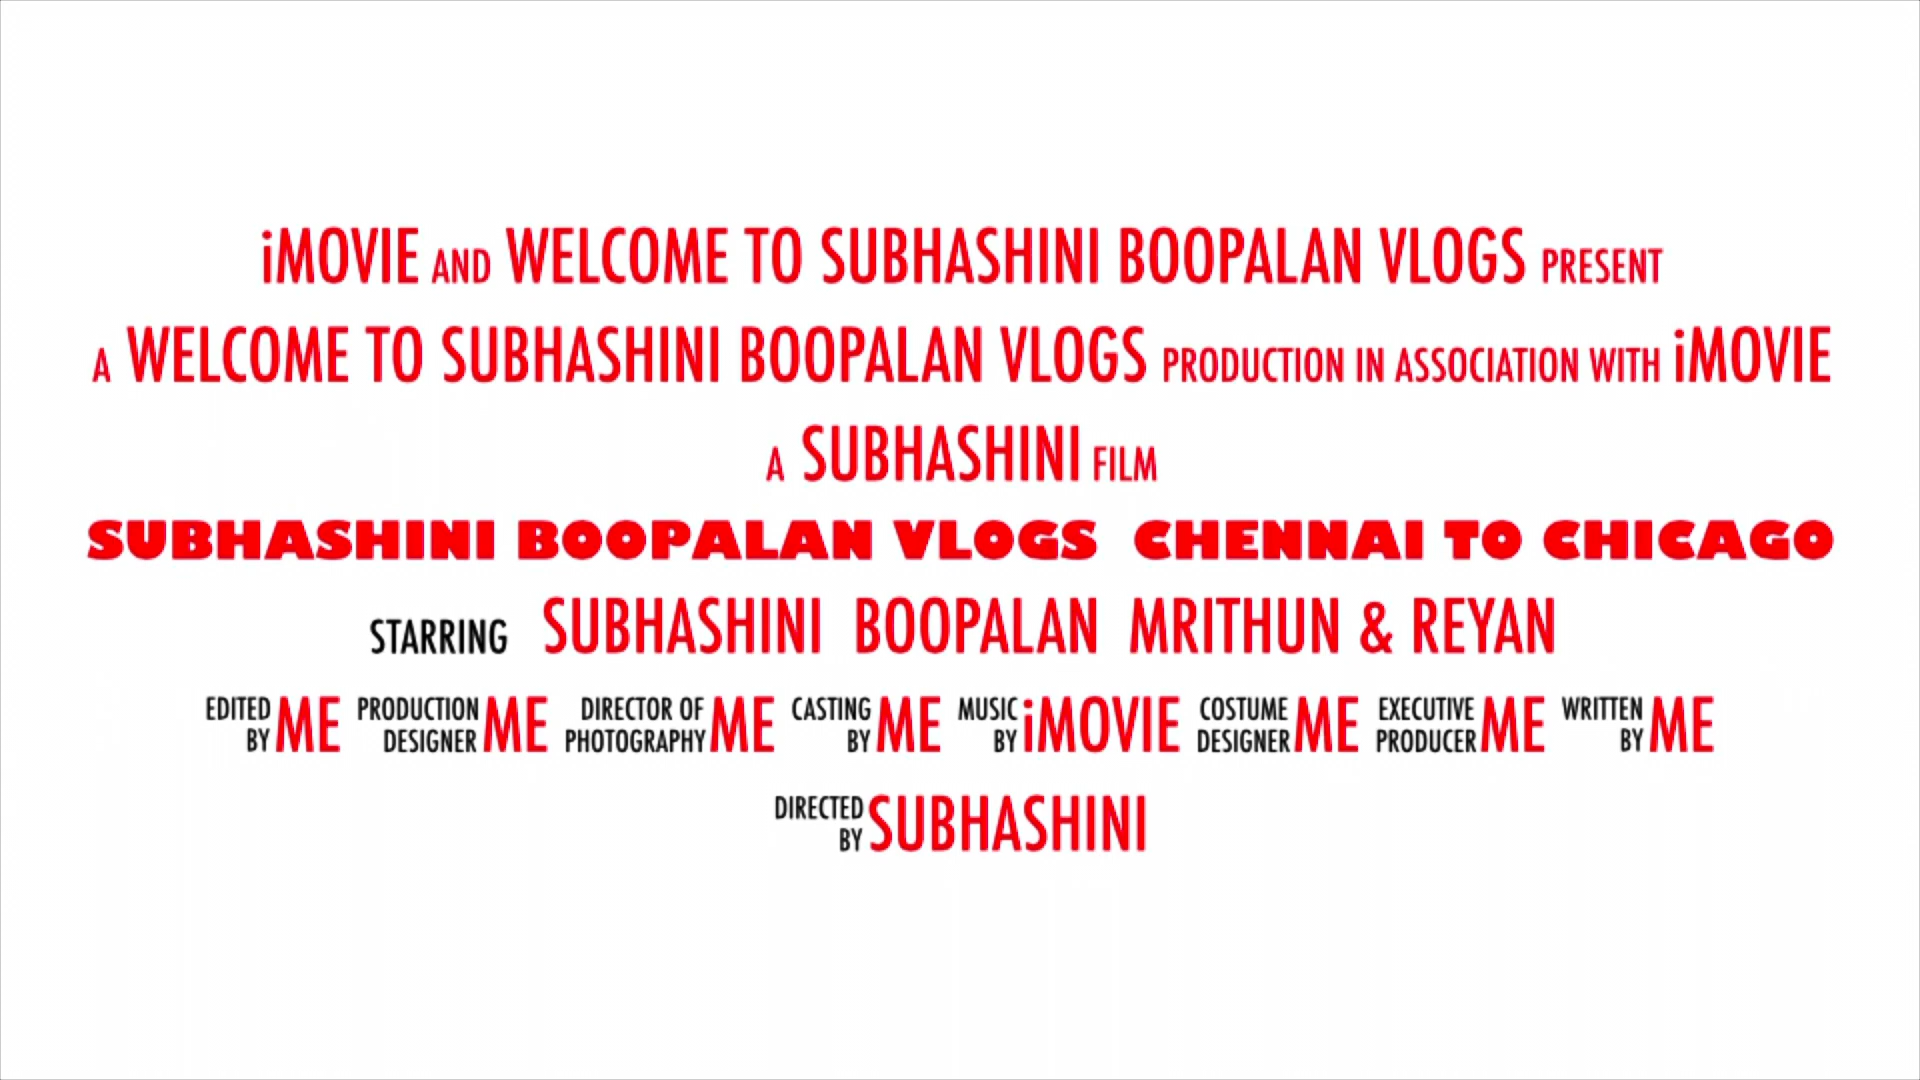 iMOVIE AND WELCOME TO SUBHASHINI BOOPALAN VLOGS PRESENT
A WELCOME TO SUBHASHINI BOOPALAN VLOGS PRODUCTION IN ASSOCIATION WITH iMOVIE
A SUBHASHINI FILM
SUBHASHINI BOOPALAN VLOGS CHENNAI TO CHICAGO
STARRING SUBHASHINI BOOPALAN MRITHUN & REYAN
EDITED BY ME PRODUCTION DESIGNER ME DIRECTOR OF PHOTOGRAPHY ME CASTING BY ME MUSIC BY iMOVIE COSTUME DESIGNER ME EXECUTIVE PRODUCER ME WRITTEN BY ME
DIRECTED BY SUBHASHINI